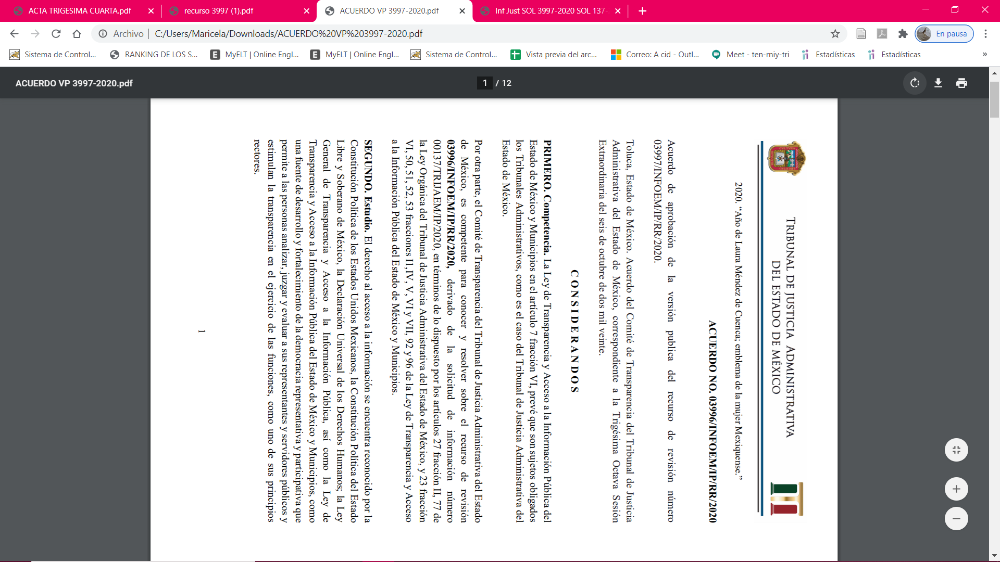 ACTA TRIGESIMA CUARTA.pdf
recurso 3997 (1).pdf
ACUERDO VP 3997-2020.pdf
Inf Just SOL 3997-2020 SOL 137-
Archivo | C:/Users/Maricela/Downloads/ACUERDO%20VP%203997-2020.pdf
En pausa
Sistema de Control...
RANKING DE LOS S...
MyELT | Online Engl...
MyELT | Online Engl...
Sistema de Control...
Vista previa del arc...
Correo: A cid - Outl...
Meet - ten-rniy-tri
Estadísticas
Estadísticas
»
ACUERDO VP 3997-2020.pdf
1 / 12
TRIBUNAL DE JUSTICIA ADMINISTRATIVA
DEL ESTADO DE MÉXICO
2020. “Año de Laura Méndez de Cuenca; emblema de la mujer Mexiquense.”
ACUERDO NO. 03996/INFOEM/IP/RR/2020
Acuerdo de aprobación de la versión publica del recurso de revisión número
03997/INFOEM/IP/RR/2020.
Toluca, Estado de México. Acuerdo del Comité de Transparencia del Tribunal de Justicia
Administrativa del Estado de México, correspondiente a la Trigésima Octava Sesión
Extraordinaria del seis de octubre de dos mil veinte.
C O N S I D E R A N D O S
PRIMERO. Competencia. La Ley de Transparencia y Acceso a la Información Pública del
Estado de México y Municipios en el artículo 7 fracción VI, prevé que son sujetos obligados
los Tribunales Administrativos, como es el caso del Tribunal de Justicia Administrativa del
Estado de México.
Por otra parte, el Comité de Transparencia del Tribunal de Justicia Administrativa del Estado
de México, es competente para conocer y resolver sobre el recurso de revisión
03996/INFOEM/IP/RR/2020, derivado de la solicitud de información número
00137/TRIJAEM/IP/2020, en términos de lo dispuesto por los artículos 27 fracción II, 77 de
la Ley Orgánica del Tribunal de Justicia Administrativa del Estado de México, y 23 fracción
VI, 50, 51, 52, 53 fracciones II,IV, V, VI y VII, 92 y 96 de la Ley de Transparencia y Acceso
a la Información Pública del Estado de México y Municipios.
SEGUNDO. Estudio. El derecho al acceso a la información se encuentra reconocido por la
Constitución Política de los Estados Unidos Mexicanos, la Constitución Política del Estado
Libre y Soberano de México, la Declaración Universal de los Derechos Humanos; la Ley
General de Transparencia y Acceso a la Información Pública, así como la Ley de
Transparencia y Acceso a la Información Pública del Estado de México y Municipios, como
una fuente de desarrollo y fortalecimiento de la democracia representativa y participativa que
permite a las personas analizar, juzgar y evaluar a sus representantes y servidores públicos y
estimulan la transparencia en el ejercicio de las funciones, como uno de sus principios
rectores.
1